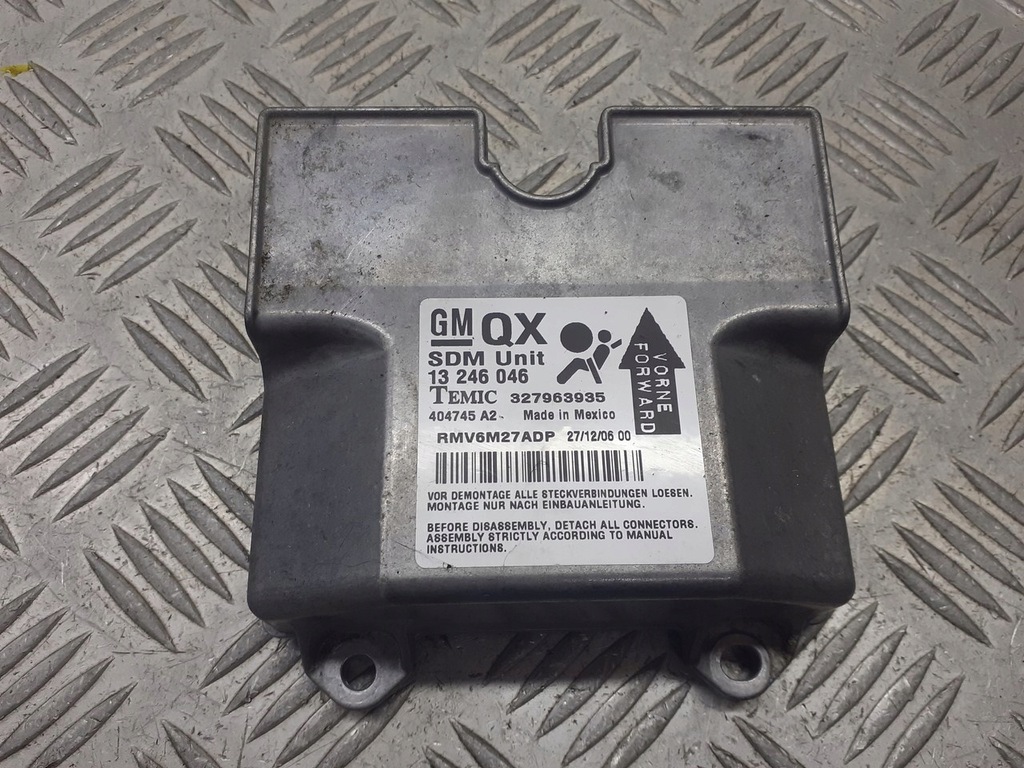 GM QX
SDM Unit
13 246 046
TEMIC 327963935
404745 A2 Made in Mexico
VORNE
FORWARD
RMV6M27ADP 27/12/06 00
VOR DEMONTAGE ALLE STECKVERBINDUNGEN LOESEN.
MONTAGE NUR NACH EINBAUANLEITUNG.
BEFORE DISASSEMBLY, DETACH ALL CONNECTORS.
ASSEMBLY STRICTLY ACCORDING TO MANUAL
INSTRUCTIONS.